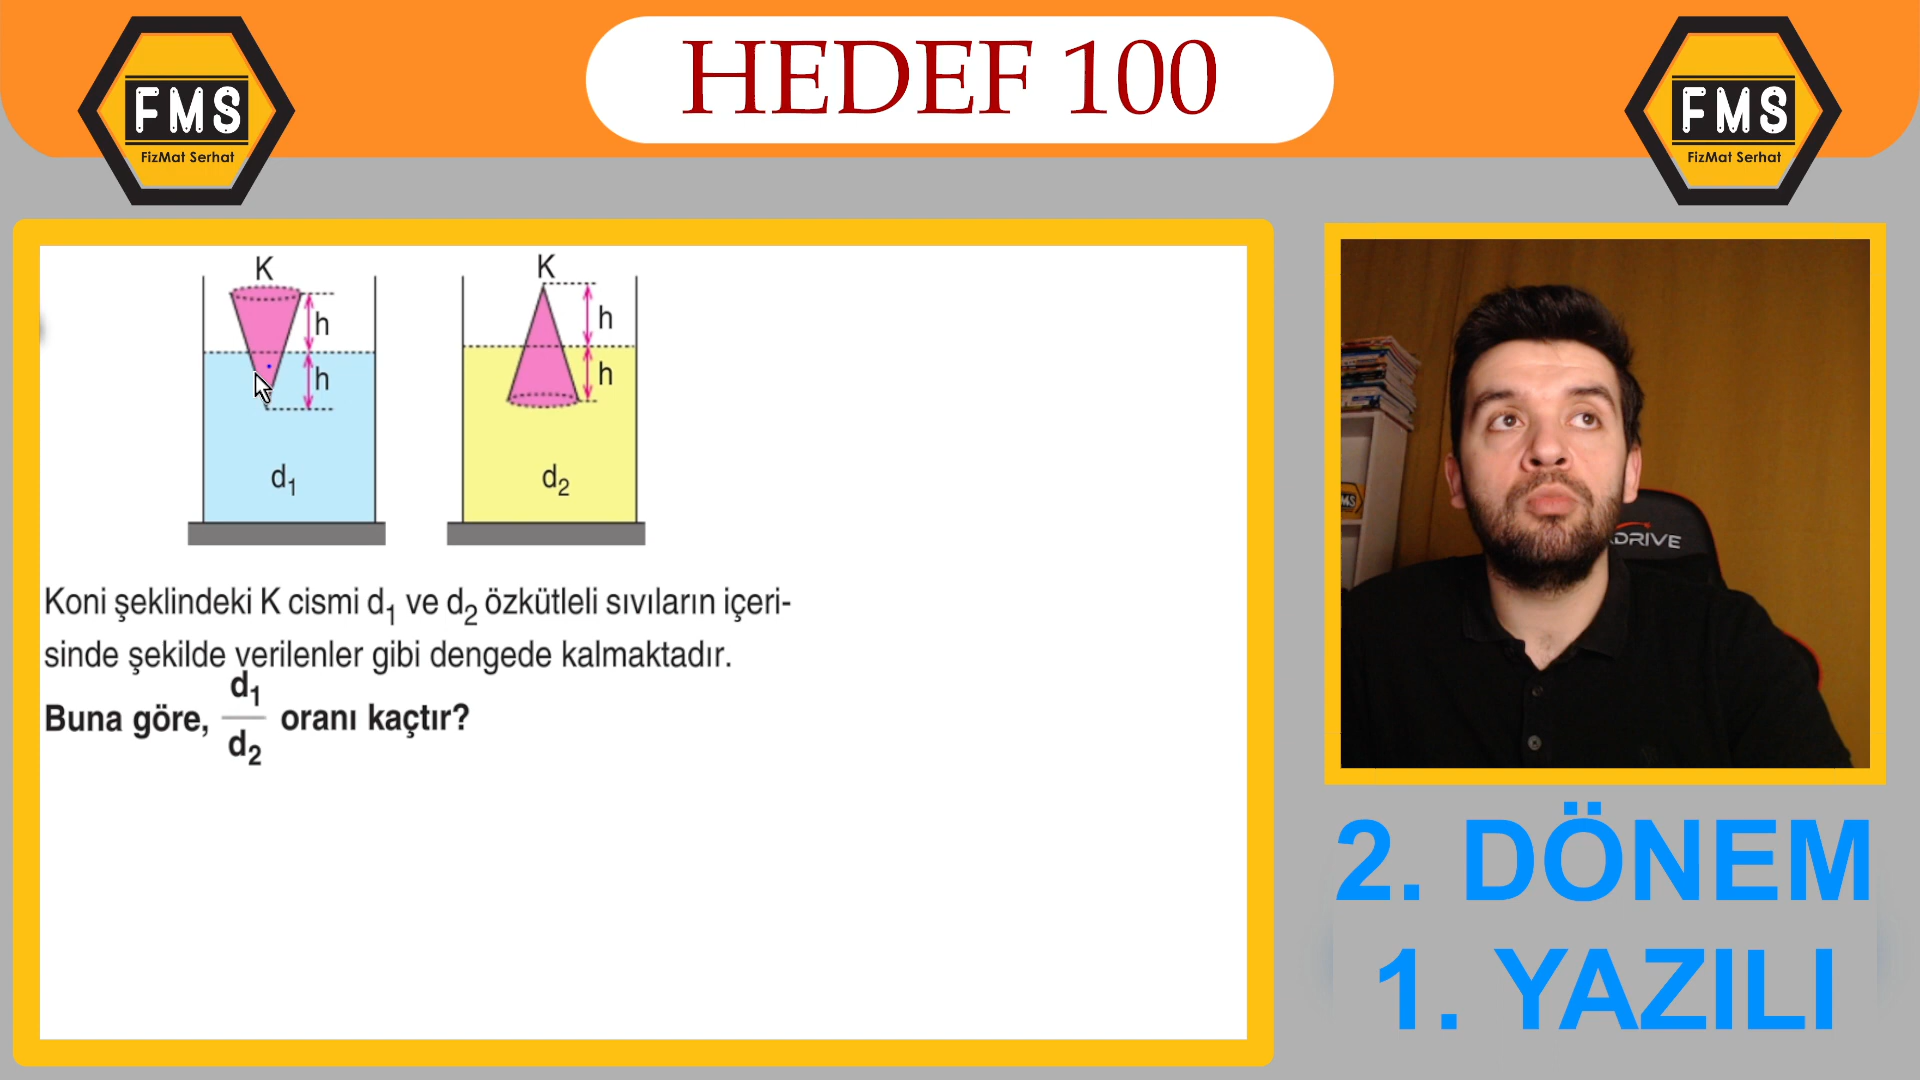 HEDEF 100
FMS
FizMat Serhat
FMS
FizMat Serhat
K
h
h
d1
K
h
h
d2
Koni şeklindeki K cismi d1 ve d2 özkütleli sıvıların içeri-
sinde şekilde verilenler gibi dengede kalmaktadır.
Buna göre, d1/d2 oranı kaçtır?
DRIVE
2. DÖNEM
1. YAZILI